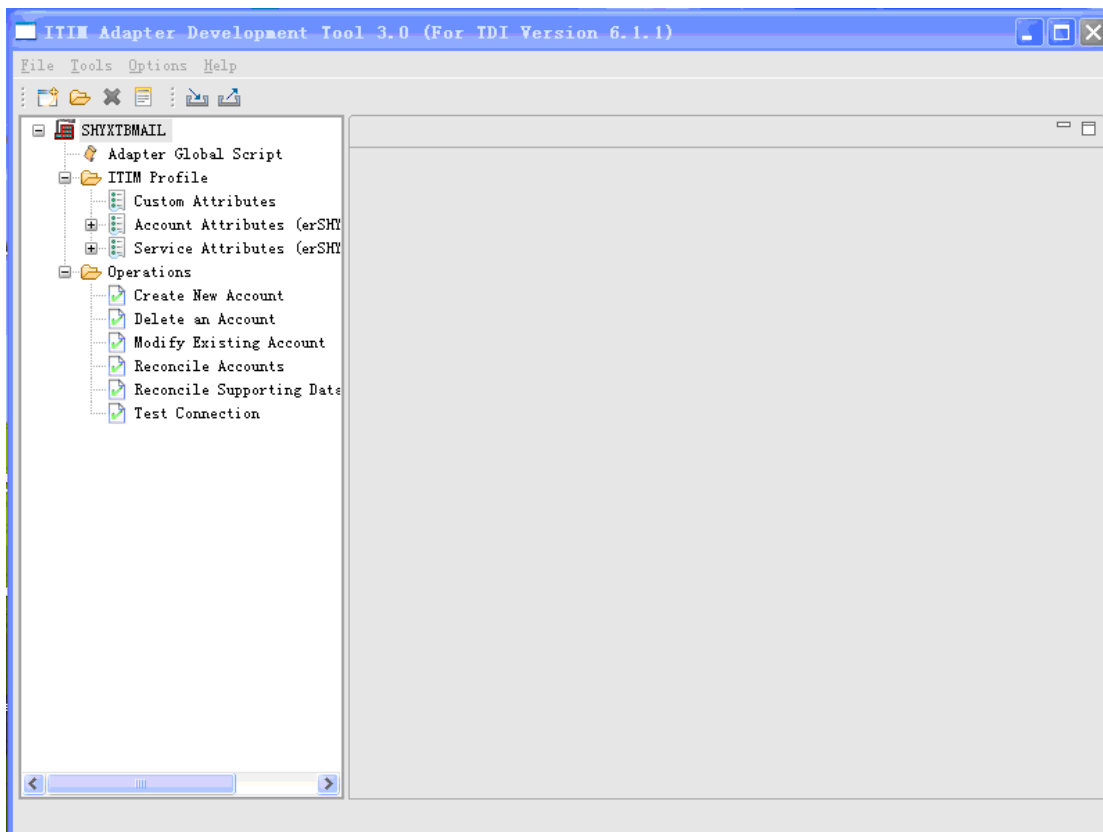 ITIM Adapter Development Tool 3.0 (For TDI Version 6.1.1)
File Tools Options Help
SHYXTBMAIL
Adapter Global Script
ITIM Profile
Custom Attributes
Account Attributes (erSHY
Service Attributes (erSHY
Operations
Create New Account
Delete an Account
Modify Existing Account
Reconcile Accounts
Reconcile Supporting Data
Test Connection